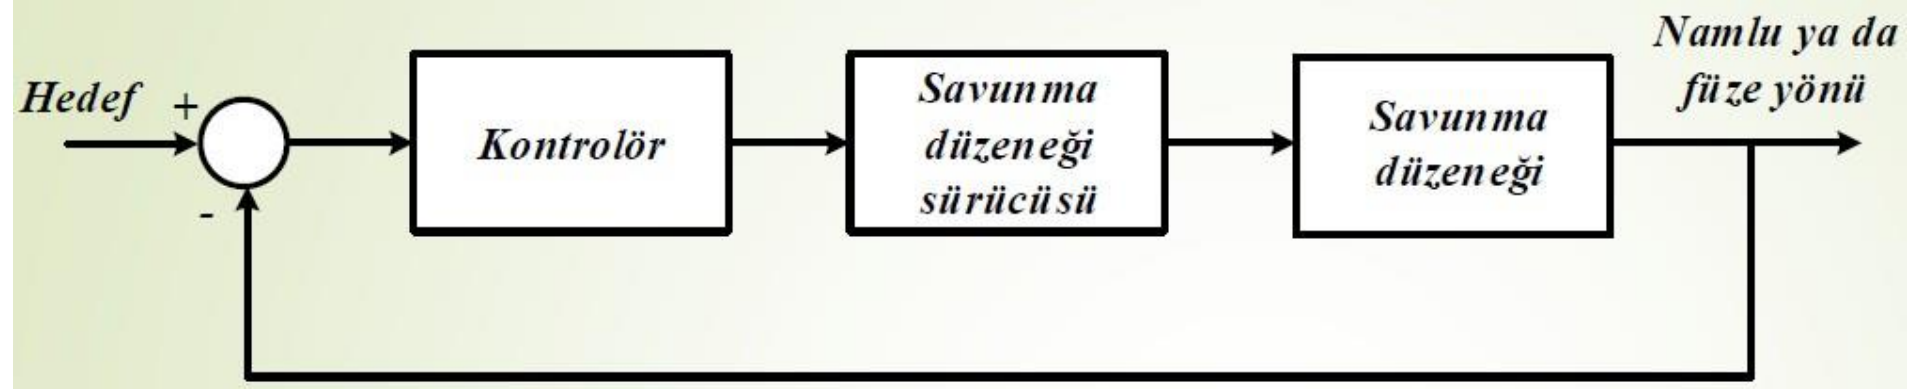 Hedef
+
-
Kontrolör
Savunma
düzeneği
sürücüsü
Savunma
düzeneği
Namlu ya da
füze yönü